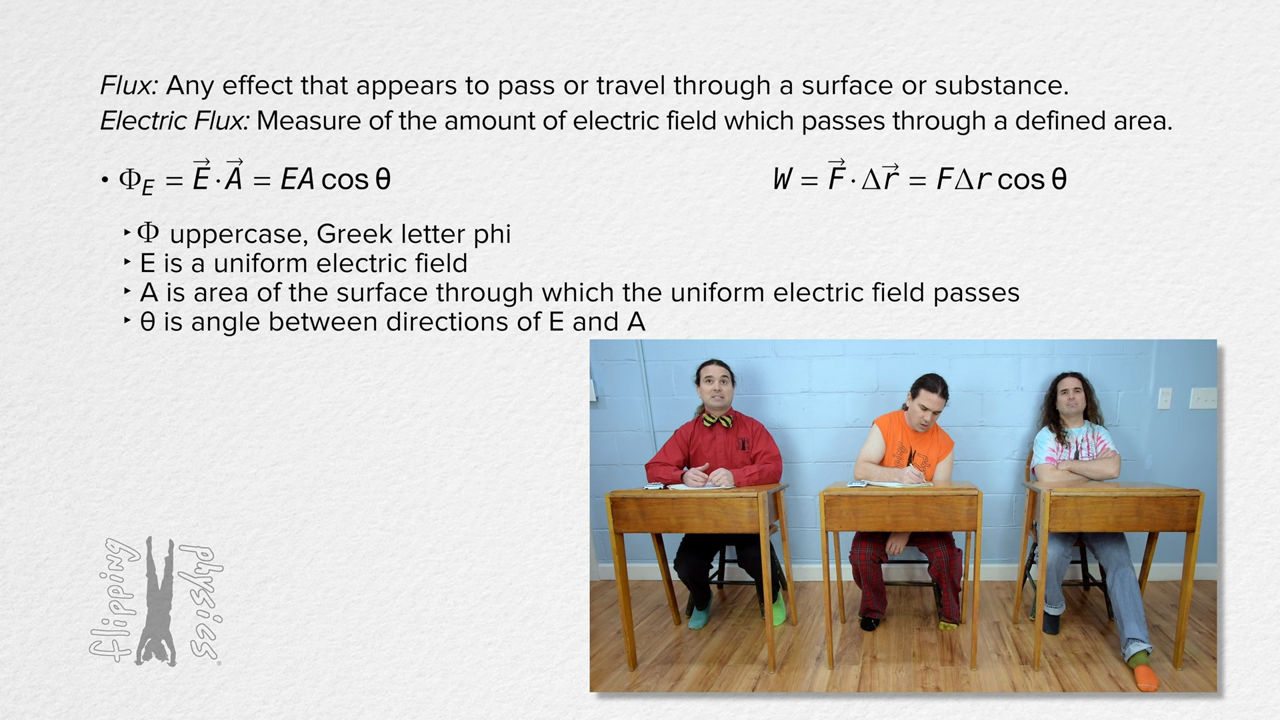 Flux: Any effect that appears to pass or travel through a surface or substance.
Electric Flux: Measure of the amount of electric field which passes through a defined area.
• Φ_E = E⃗ · A⃗ = EA cos θ
W = F⃗ · Δr⃗ = FΔr cos θ
‣ Φ uppercase, Greek letter phi
‣ E is a uniform electric field
‣ A is area of the surface through which the uniform electric field passes
‣ θ is angle between directions of E and A
flipping physics®